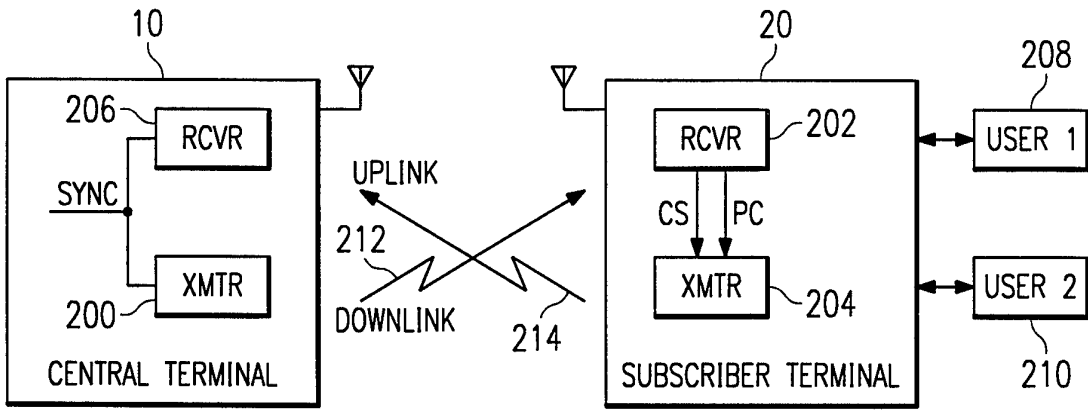 10
20
208
206
RCVR
RCVR
202
USER 1
UPLINK
SYNC
CS
PC
212
XMTR
XMTR
USER 2
200
204
DOWNLINK
214
210
CENTRAL TERMINAL
SUBSCRIBER TERMINAL